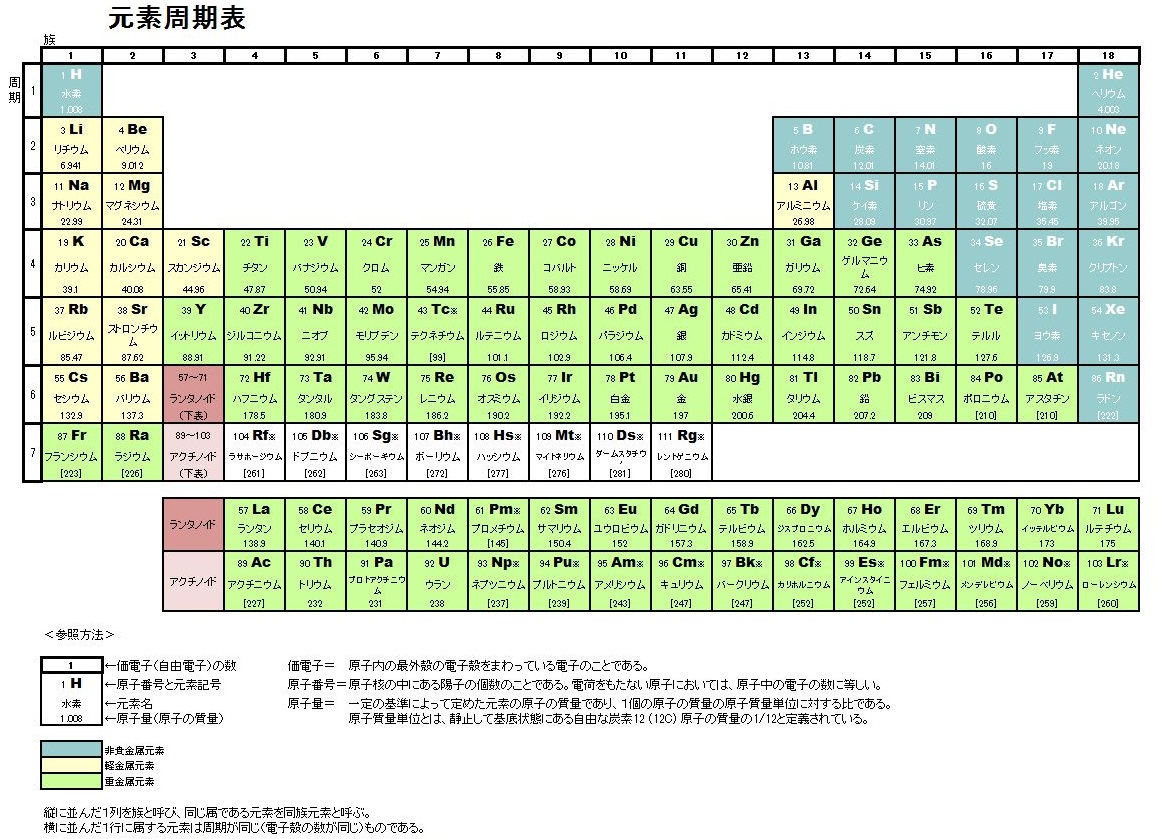 元素周期表
族
1 2 3 4 5 6 7 8 9 10 11 12 13 14 15 16 17 18
周期
1
1 H
水素
1.008
2 He
ヘリウム
4.003
2
3 Li
リチウム
6.941
4 Be
ベリウム
9.012
5 B
ホウ素
10.81
6 C
炭素
12.01
7 N
窒素
14.01
8 O
酸素
16
9 F
フッ素
19
10 Ne
ネオン
20.18
3
11 Na
ナトリウム
22.99
12 Mg
マグネシウム
24.31
13 Al
アルミニウム
26.98
14 Si
ケイ素
28.09
15 P
リン
30.97
16 S
硫黄
32.07
17 Cl
塩素
35.45
18 Ar
アルゴン
39.95
4
19 K
カリウム
39.1
20 Ca
カルシウム
40.08
21 Sc
スカンジウム
44.96
22 Ti
チタン
47.87
23 V
バナジウム
50.94
24 Cr
クロム
52
25 Mn
マンガン
54.94
26 Fe
鉄
55.85
27 Co
コバルト
58.93
28 Ni
ニッケル
58.69
29 Cu
銅
63.55
30 Zn
亜鉛
65.41
31 Ga
ガリウム
69.72
32 Ge
ゲルマニウ
ム
72.64
33 As
ヒ素
74.92
34 Se
セレン
78.96
35 Br
臭素
79.9
36 Kr
クリプトン
83.8
5
37 Rb
ルビジウム
85.47
38 Sr
ストロンチウ
ム
87.62
39 Y
イットリウム
88.91
40 Zr
ジルコニウム
91.22
41 Nb
ニオブ
92.91
42 Mo
モリブデン
95.94
43 Tc※
テクネチウム
[99]
44 Ru
ルテニウム
101.1
45 Rh
ロジウム
102.9
46 Pd
パラジウム
106.4
47 Ag
銀
107.9
48 Cd
カドミウム
112.4
49 In
インジウム
114.8
50 Sn
スズ
118.7
51 Sb
アンチモン
121.8
52 Te
テルル
127.6
53 I
ヨウ素
126.9
54 Xe
キセノン
131.3
6
55 Cs
セシウム
132.9
56 Ba
バリウム
137.3
57～71
ランタノイド
(下表)
72 Hf
ハフニウム
178.5
73 Ta
タンタル
180.9
74 W
タングステン
183.8
75 Re
レニウム
186.2
76 Os
オスミウム
190.2
77 Ir
イリジウム
192.2
78 Pt
白金
195.1
79 Au
金
197
80 Hg
水銀
200.6
81 Tl
タリウム
204.4
82 Pb
鉛
207.2
83 Bi
ビスマス
209
84 Po
ポロニウム
[210]
85 At
アスタチン
[210]
86 Rn
ラドン
[222]
7
87 Fr
フランシウム
[223]
88 Ra
ラジウム
[226]
89～103
アクチノイド
(下表)
104 Rf※
ラサホージウム
[261]
105 Db※
ドブニウム
[262]
106 Sg※
シーボーギウム
[263]
107 Bh※
ボーリウム
[272]
108 Hs※
ハッシウム
[277]
109 Mt※
マイトネリウム
[276]
110 Ds※
ダームスタチウ
[281]
111 Rg※
レントゲニウム
[280]
ランタノイド
57 La
ランタン
138.9
58 Ce
セリウム
140.1
59 Pr
プラセオジム
140.9
60 Nd
ネオジム
144.2
61 Pm※
プロメチウム
[145]
62 Sm
サマリウム
150.4
63 Eu
ユウロビウム
152
64 Gd
ガドリニウム
157.3
65 Tb
テルビウム
158.9
66 Dy
ジスプロニウム
162.5
67 Ho
ホルミウム
164.9
68 Er
エルビウム
167.3
69 Tm
ツリウム
168.9
70 Yb
イッテルビウム
173
71 Lu
ルテチウム
175
アクチノイド
89 Ac
アクチニウム
[227]
90 Th
トリウム
232
91 Pa
プロトアクチニウ
ム
231
92 U
ウラン
238
93 Np※
ネプツニウム
[237]
94 Pu※
プルトニウム
[239]
95 Am※
アメリシウム
[243]
96 Cm※
キュリウム
[247]
97 Bk※
バークリウム
[247]
98 Cf※
カリホルニウム
[252]
99 Es※
アインスタイニ
ウム
[252]
100 Fm※
フェルミウム
[257]
101 Md※
メンデレビウム
[256]
102 No※
ノーベリウム
[259]
103 Lr※
ローレンシウム
[260]
＜参照方法＞
1 ←価電子(自由電子)の数 価電子＝ 原子内の最外殻の電子殻をまわっている電子のことである。
1 H ←原子番号と元素記号 原子番号＝原子核の中にある陽子の個数のことである。電荷をもたない原子においては、原子中の電子の数に等しい。
水素 ←元素名 原子量＝ 一定の基準によって定めた元素の原子の質量であり、1個の原子の質量の原子質量単位に対する比である。
1.008 ←原子量(原子の質量) 原子質量単位とは、静止して基底状態にある自由な炭素12 (12C) 原子の質量の1/12と定義されている。
非貴金属元素
軽金属元素
重金属元素
縦に並んだ1列を族と呼び、同じ属である元素を同族元素と呼ぶ。
横に並んだ1行に属する元素は周期が同じ(電子殻の数が同じ)ものである。